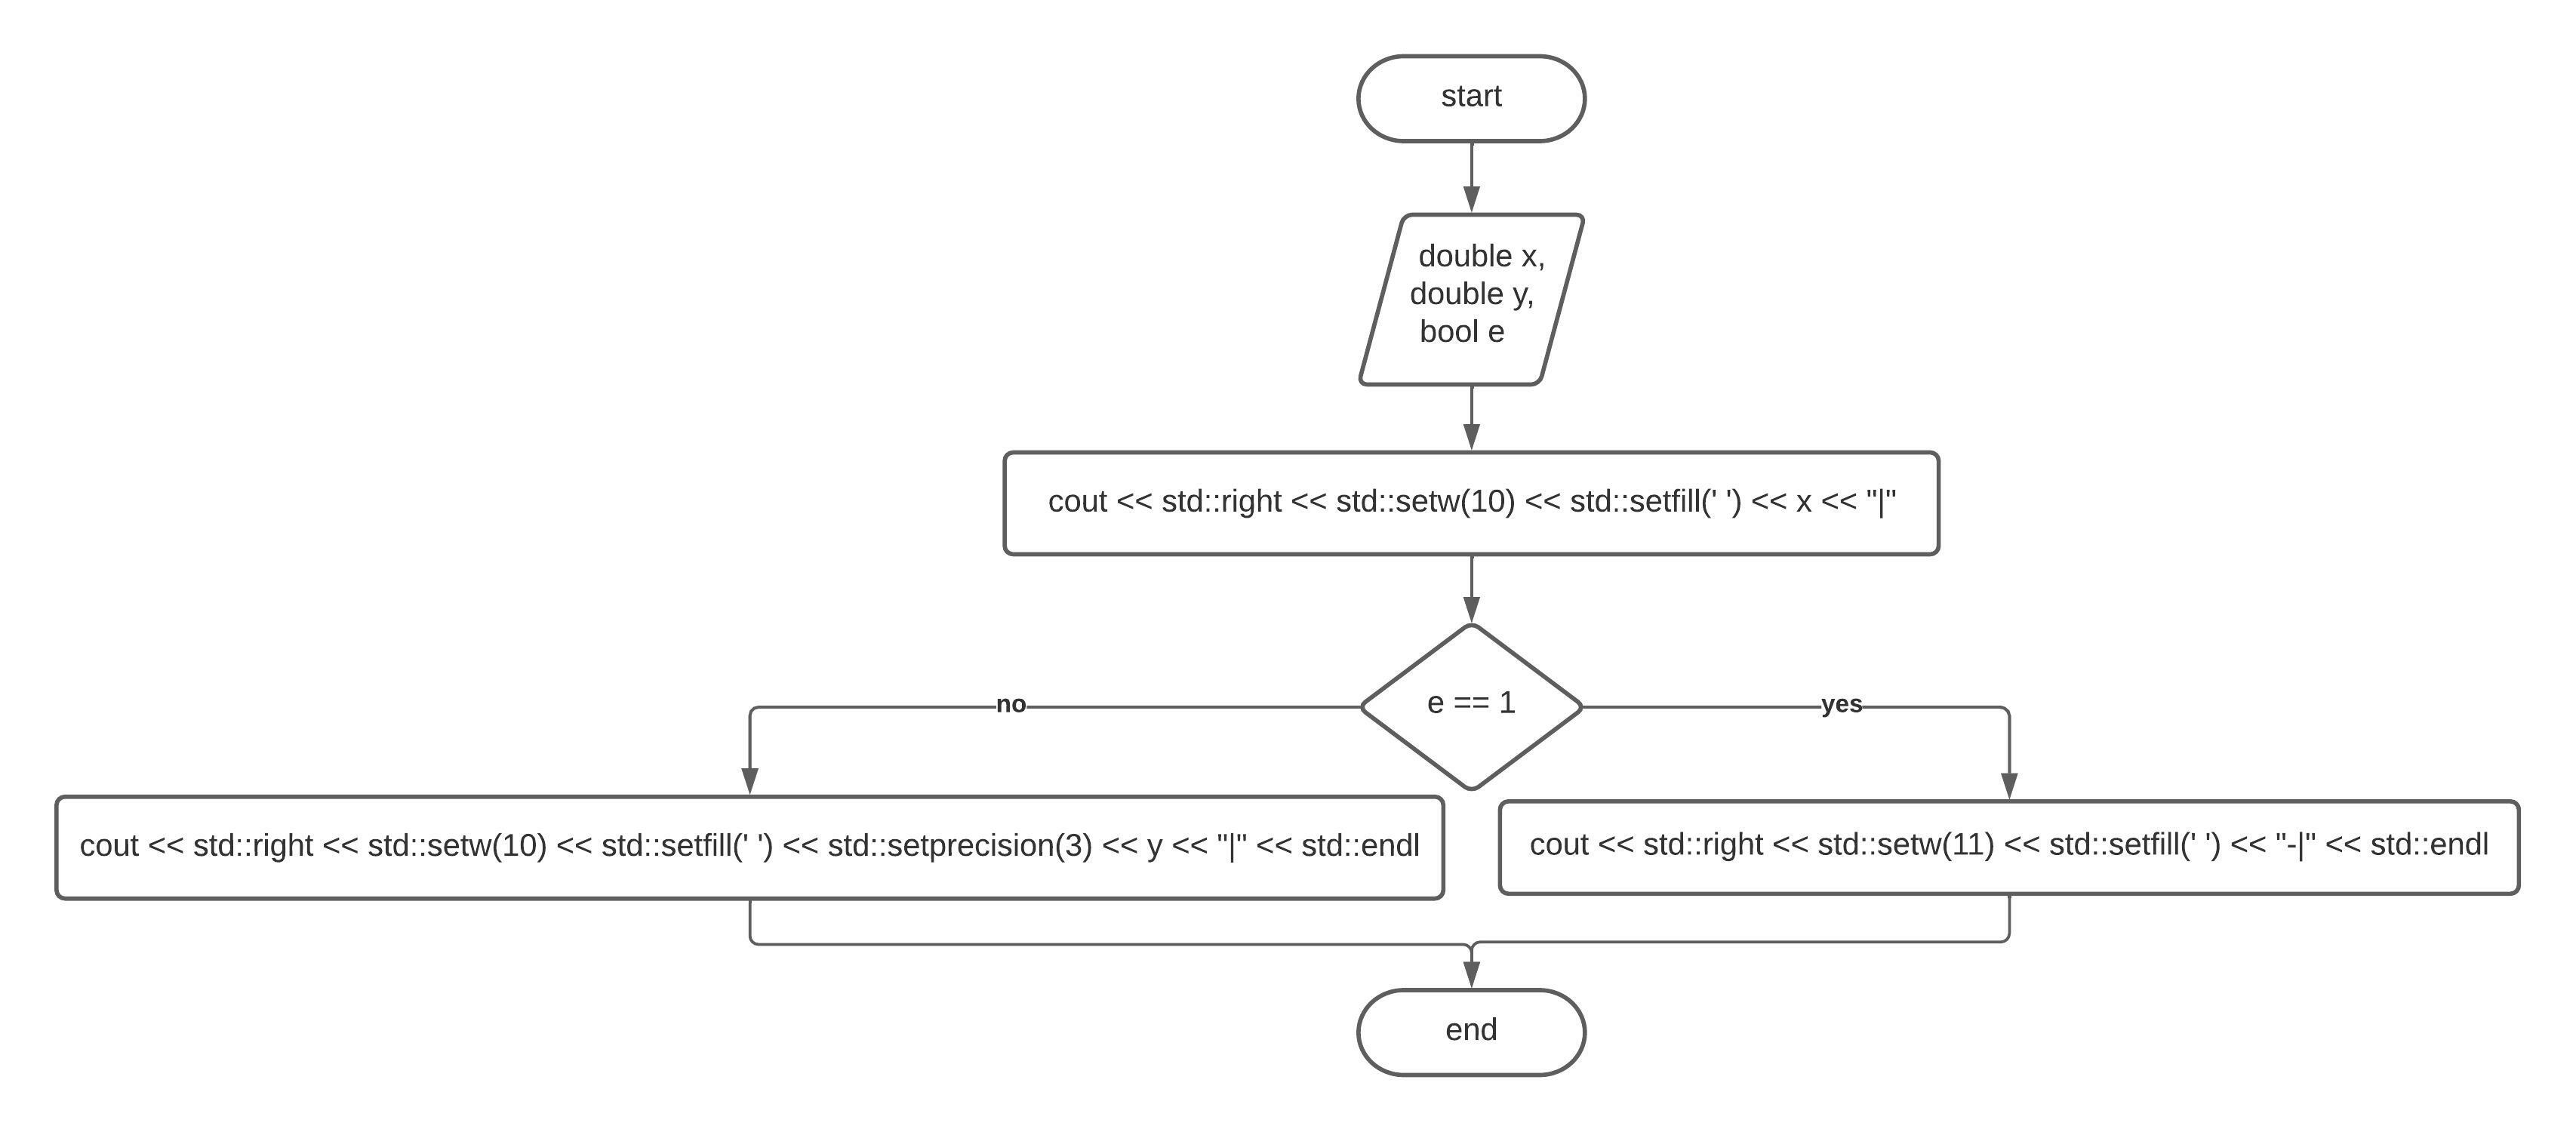 start
double x,
double y,
bool e
cout << std::right << std::setw(10) << std::setfill(' ') << x << "|"
e == 1
no
yes
cout << std::right << std::setw(10) << std::setfill(' ') << std::setprecision(3) << y << "|" << std::endl
cout << std::right << std::setw(11) << std::setfill(' ') << "-|" << std::endl
end